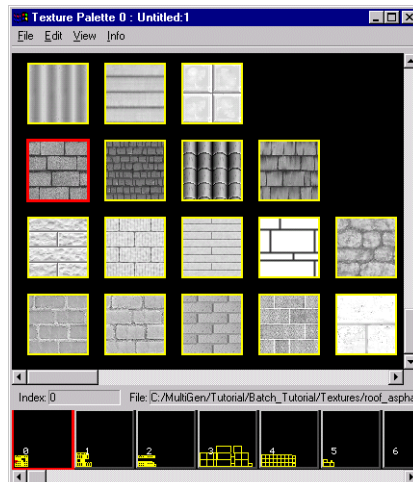 Texture Palette 0 : Untitled:1
File Edit View Info
Index: 0 File: C:/MultiGen/Tutorial/Batch_Tutorial/Textures/roof_aspha
0 1 2 3 4 5 6